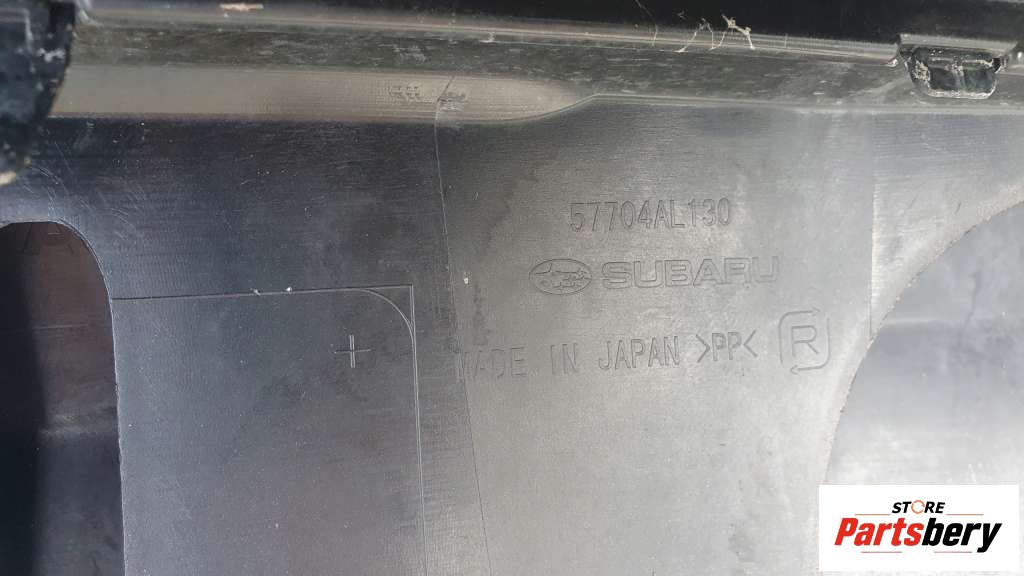 57704AL130
SUBARU
MADE IN JAPAN >PP< R
STORE
Partsbery